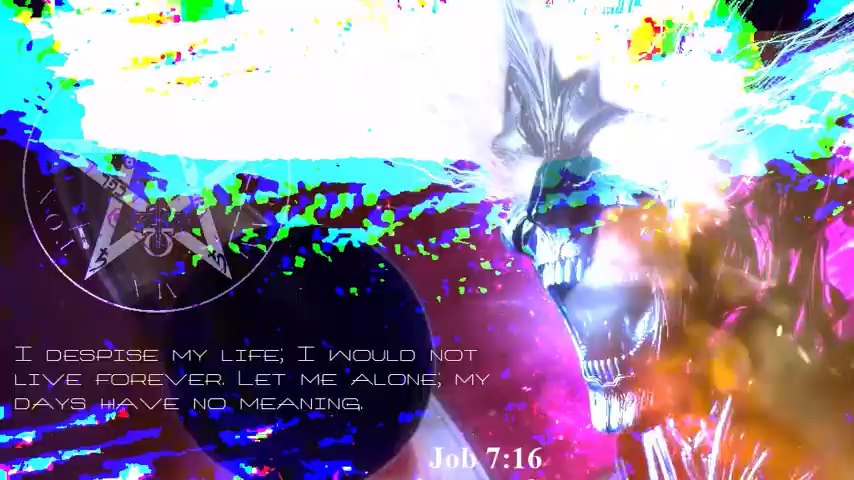 I despise my life; I would not
live forever. Let me alone; my
days have no meaning.
Job 7:16